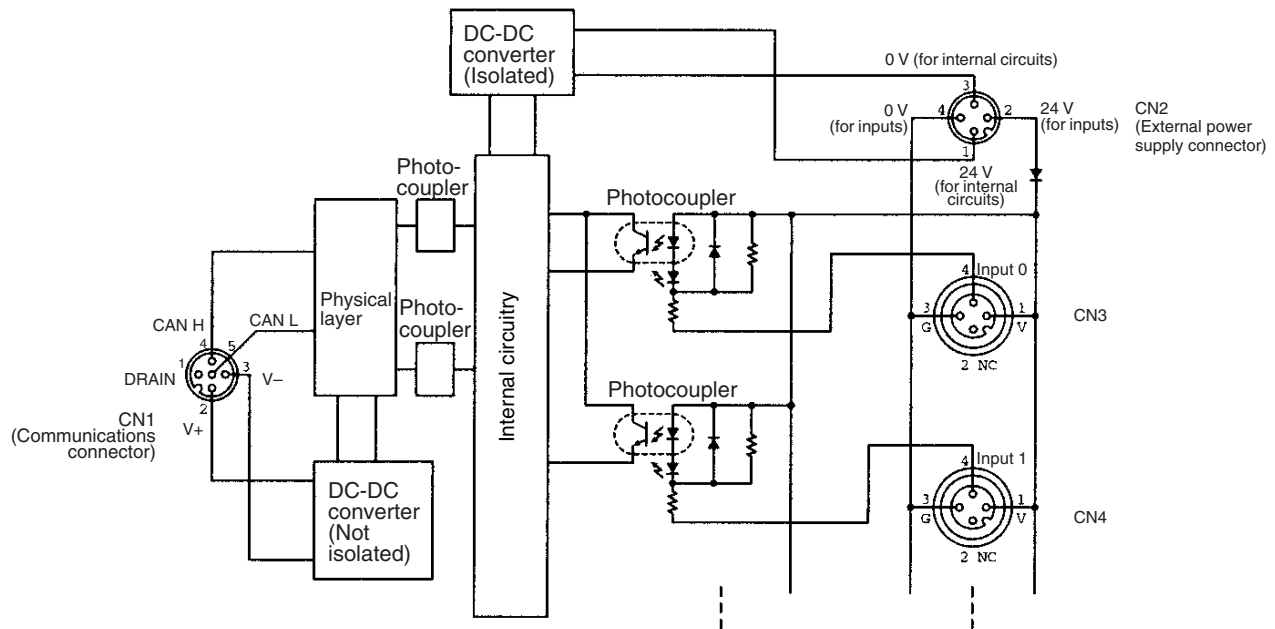 DC-DC
converter
(Isolated)
0 V (for internal circuits)
3
0 V
(for inputs)
4
2
24 V
(for inputs)
CN2
(External power
supply connector)
1
24 V
(for internal
circuits)
Photo-
coupler
Photocoupler
Physical
layer
Photo-
coupler
Internal circuitry
CAN H
CAN L
4
5
1
DRAIN
3
V–
2
CN1
(Communications
connector)
V+
DC-DC
converter
(Not
isolated)
4
Input 0
3
G
1
V
CN3
2 NC
Photocoupler
4
Input 1
3
G
1
V
CN4
2 NC